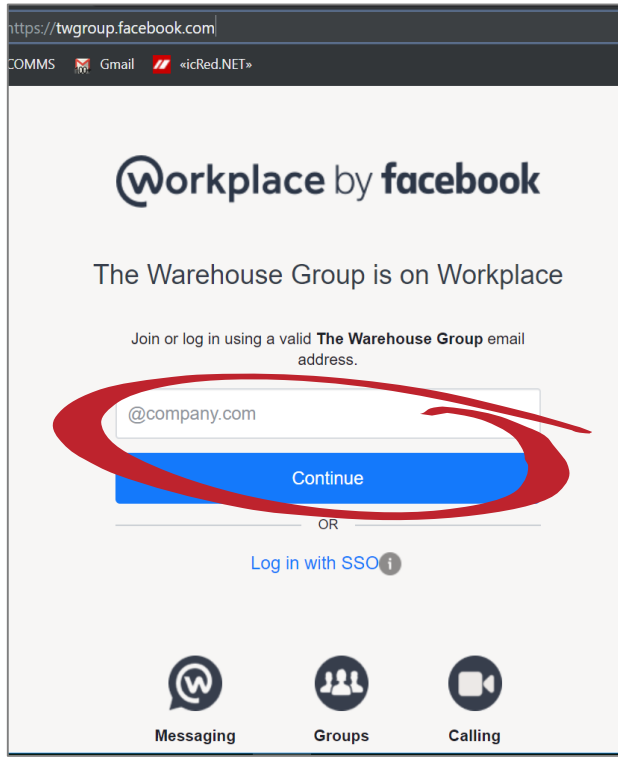 https://twgroup.facebook.com
COMMS Gmail «icRed.NET»
Workplace by facebook
The Warehouse Group is on Workplace
Join or log in using a valid The Warehouse Group email
address.
@company.com
Continue
OR
Log in with SSO i
Messaging Groups Calling